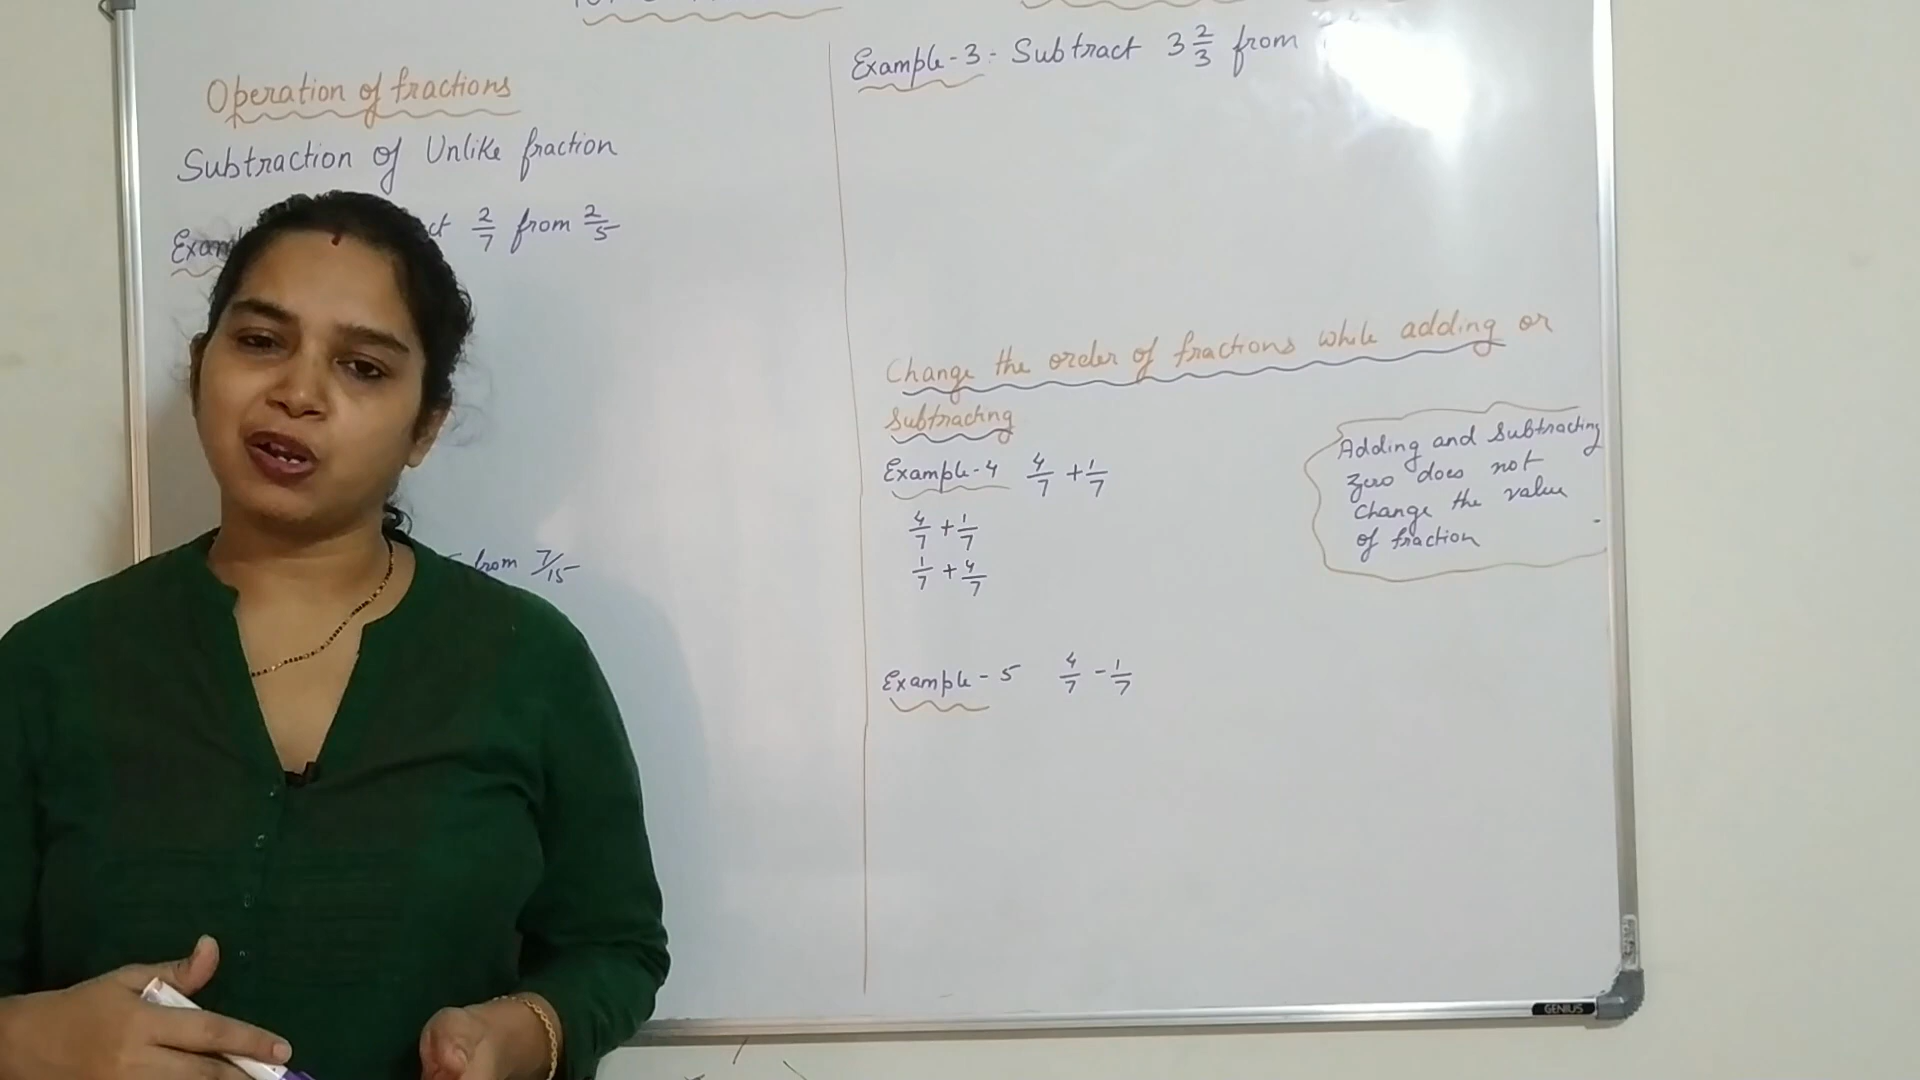 Operation of fractions
Subtraction of Unlike fraction
2/7 from 2/5
from 7/15
Example-3:- Subtract 3 2/3 from
Change the order of fractions while adding or
Subtracting
Example-4 4/7 + 1/7
4/7 + 1/7
1/7 + 4/7
Example-5 4/7 - 1/7
Adding and Subtracting
Zero does not
change the value
of fraction
GENIUS